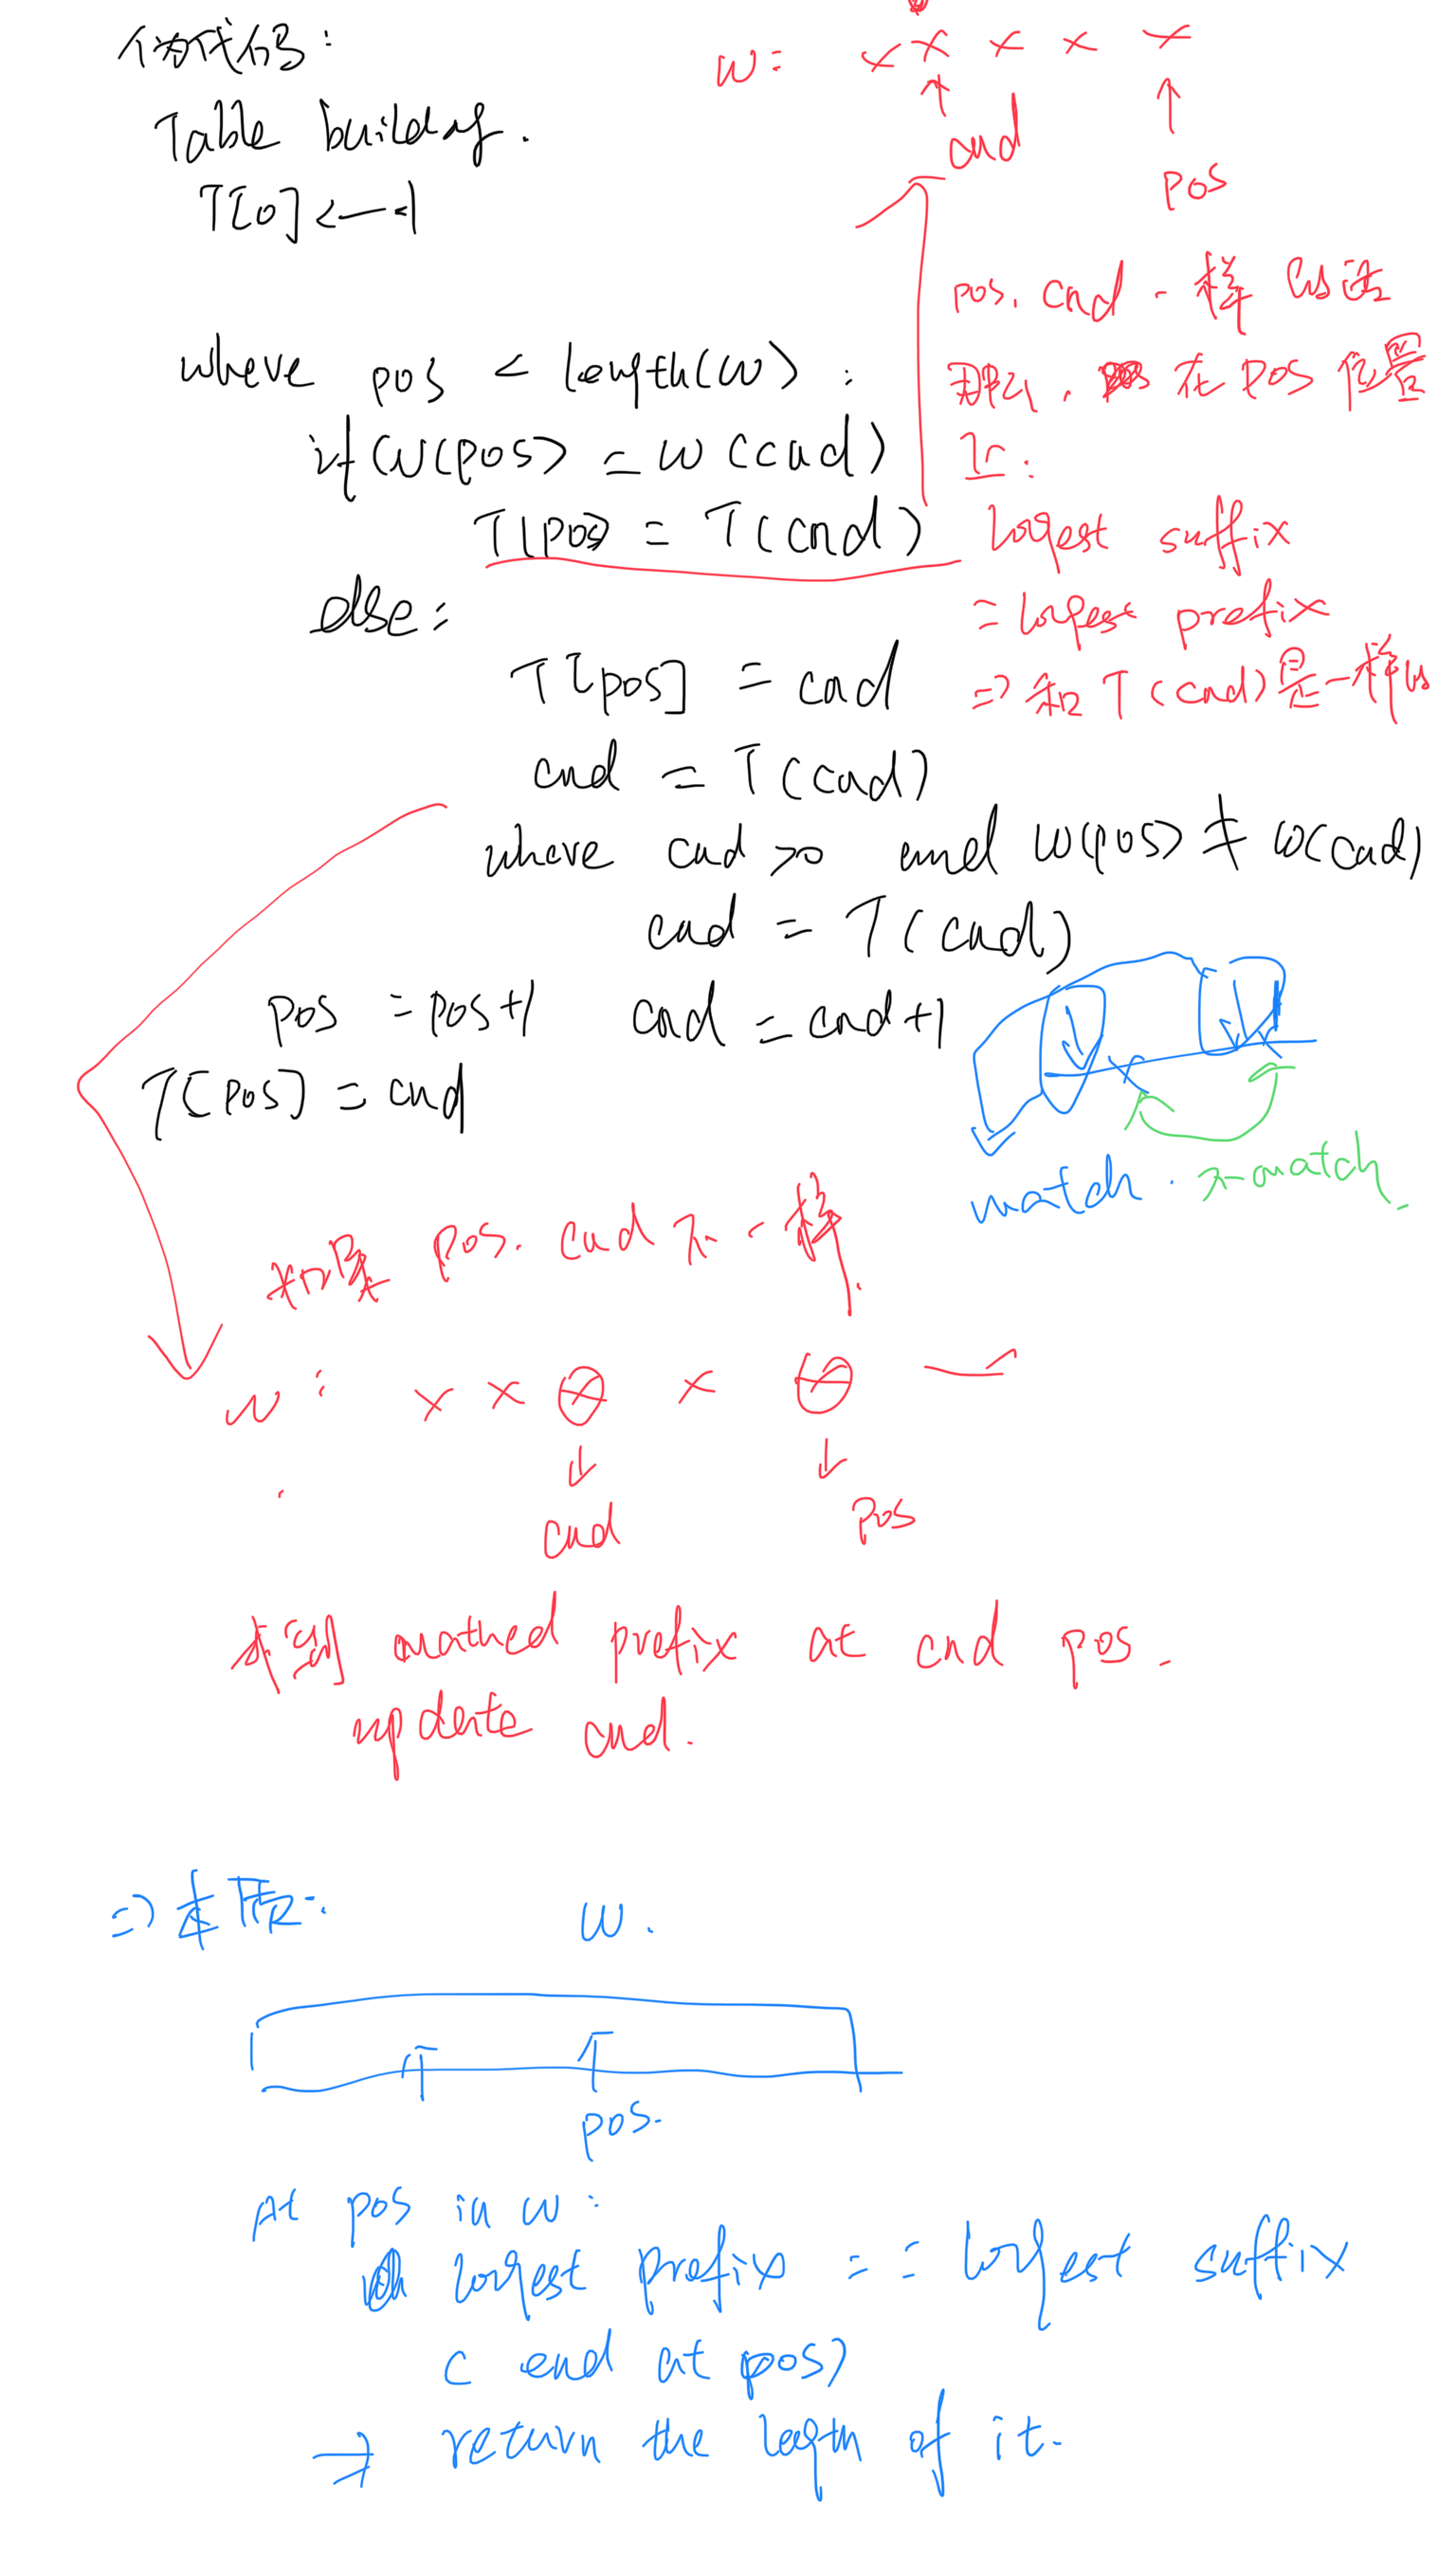 伪代码:
Table building.
T[0] ← -1
where pos < length(W) :
if W(pos) = W(cnd)
T(pos) = T(cnd)
else:
T[pos] = cnd
cnd = T(cnd)
where cnd >0 and W(pos) ≠ W(cnd)
cnd = T(cnd)
pos = pos+1 cnd = cnd+1
T[pos] = cnd
W: x x x x x
cnd
pos
pos. cnd 一样的话
那么, 在 pos 位置
上:
longest suffix
= longest prefix
=> 和 T(cnd)是一样的
match. 不match.
如果 pos. cnd 不一样.
W: x x x x x
cnd pos
matched prefix at cnd pos.
update cnd.
=> 本质:
W.
pos.
At pos in W:
longest prefix == longest suffix
( end at pos)
=> return the length of it.